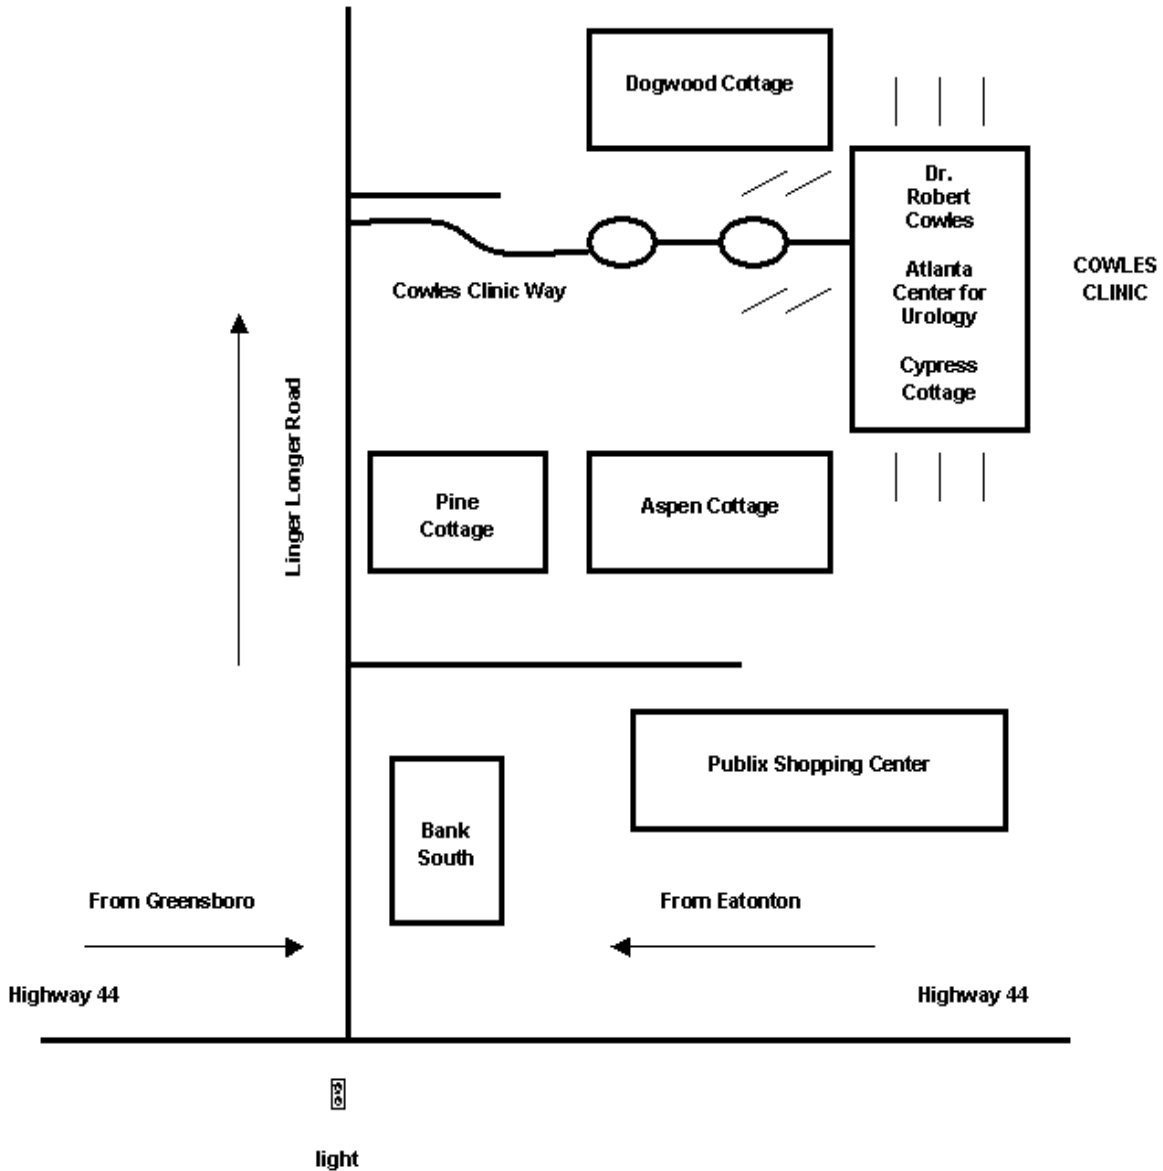 Dogwood Cottage
Dr.
Robert
Cowles
Atlanta
Center for
Urology
Cypress
Cottage
COWLES
CLINIC
Cowles Clinic Way
Linger Longer Road
Pine
Cottage
Aspen Cottage
Publix Shopping Center
Bank
South
From Greensboro
From Eatonton
Highway 44
Highway 44
light